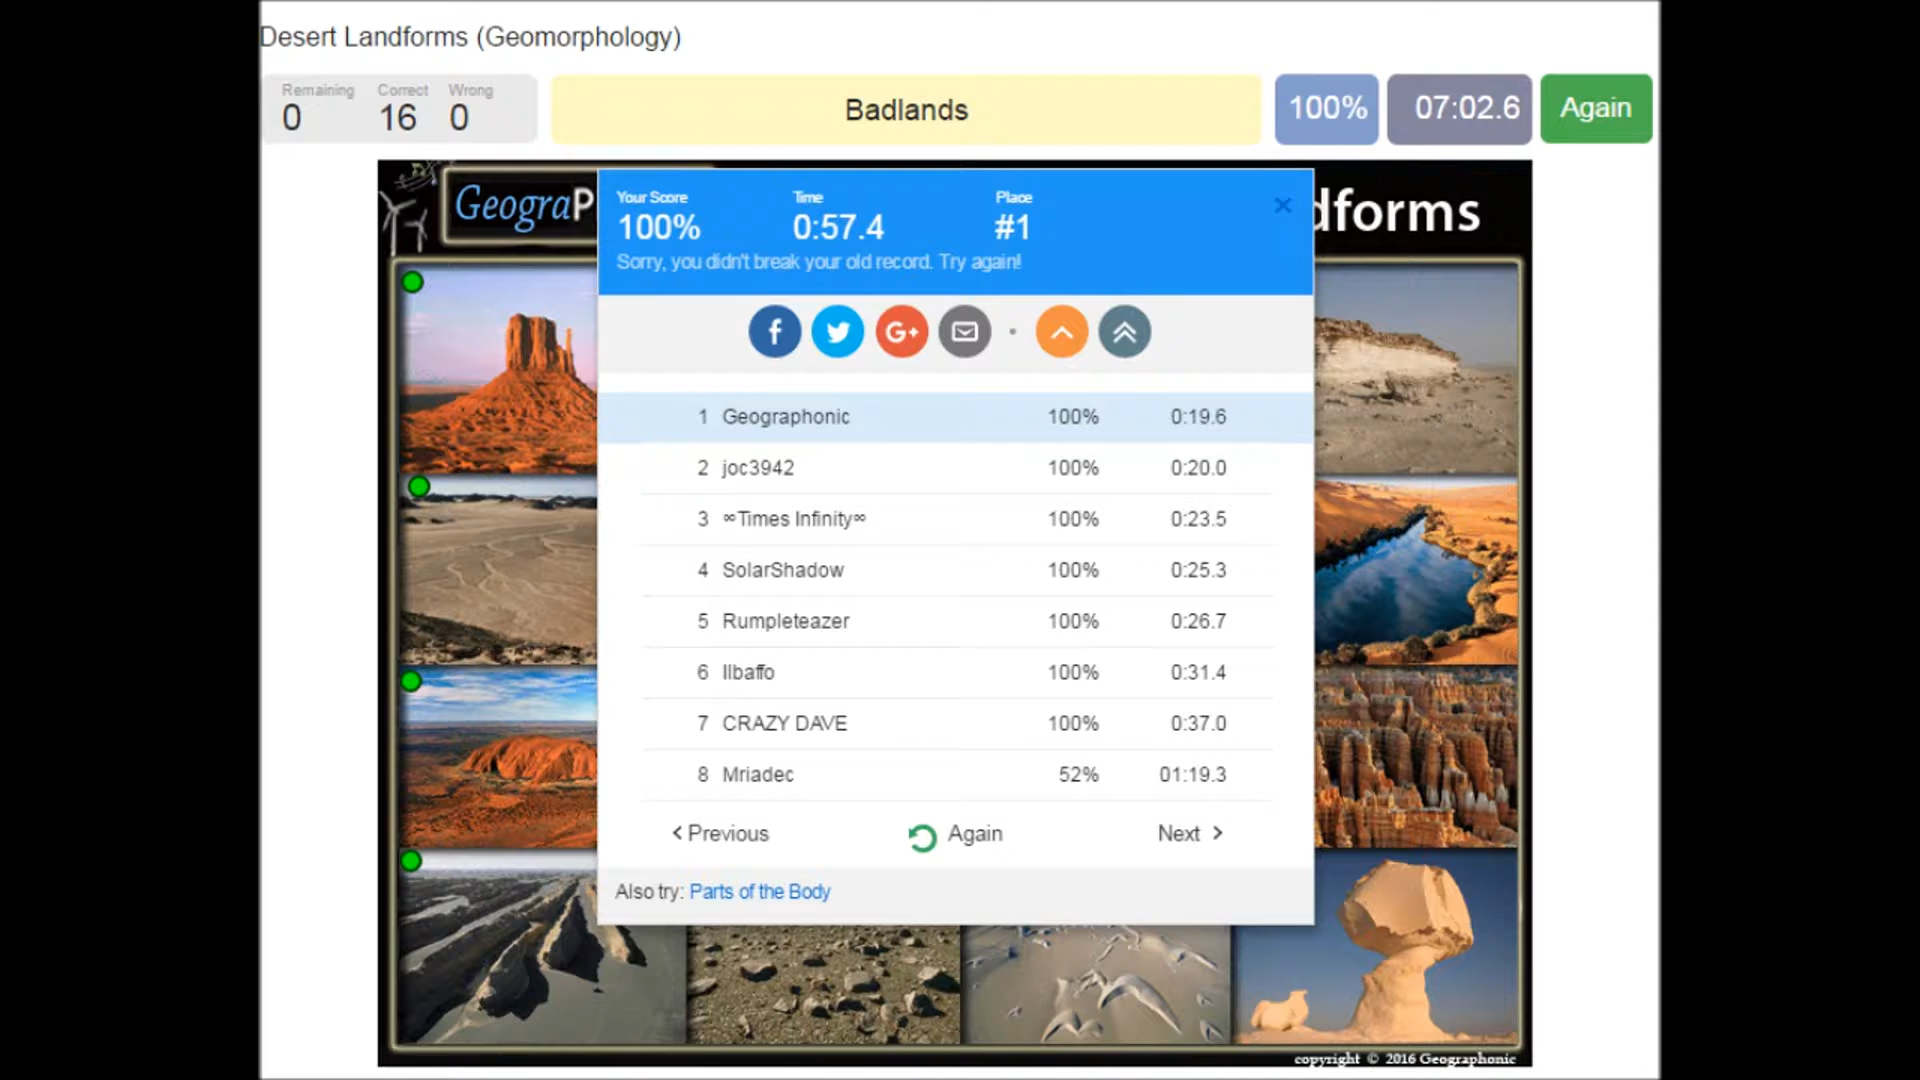 Desert Landforms (Geomorphology)
Remaining Correct Wrong
0 16 0
Badlands
100%
07:02.6
Again
GeograP
dforms
Your Score Time Place
100% 0:57.4 #1
Sorry, you didn't break your old record. Try again!
f G+
1 Geographonic 100% 0:19.6
2 joc3942 100% 0:20.0
3 ∞Times Infinity∞ 100% 0:23.5
4 SolarShadow 100% 0:25.3
5 Rumpleteazer 100% 0:26.7
6 llbaffo 100% 0:31.4
7 CRAZY DAVE 100% 0:37.0
8 Mriadec 52% 01:19.3
Previous Again Next
Also try: Parts of the Body
copyright © 2016 Geographonic